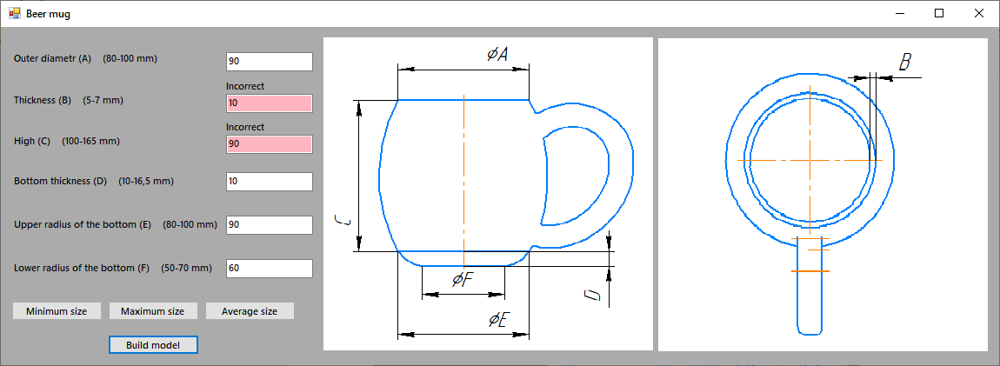 Beer mug
Outer diametr (A) (80-100 mm) 90
Incorrect
Thickness (B) (5-7 mm) 10
Incorrect
High (C) (100-165 mm) 90
Bottom thickness (D) (10-16,5 mm) 10
Upper radius of the bottom (E) (80-100 mm) 90
Lower radius of the bottom (F) (50-70 mm) 60
Minimum size Maximum size Average size
Build model
⌀A
C
⌀F
D
⌀E
B